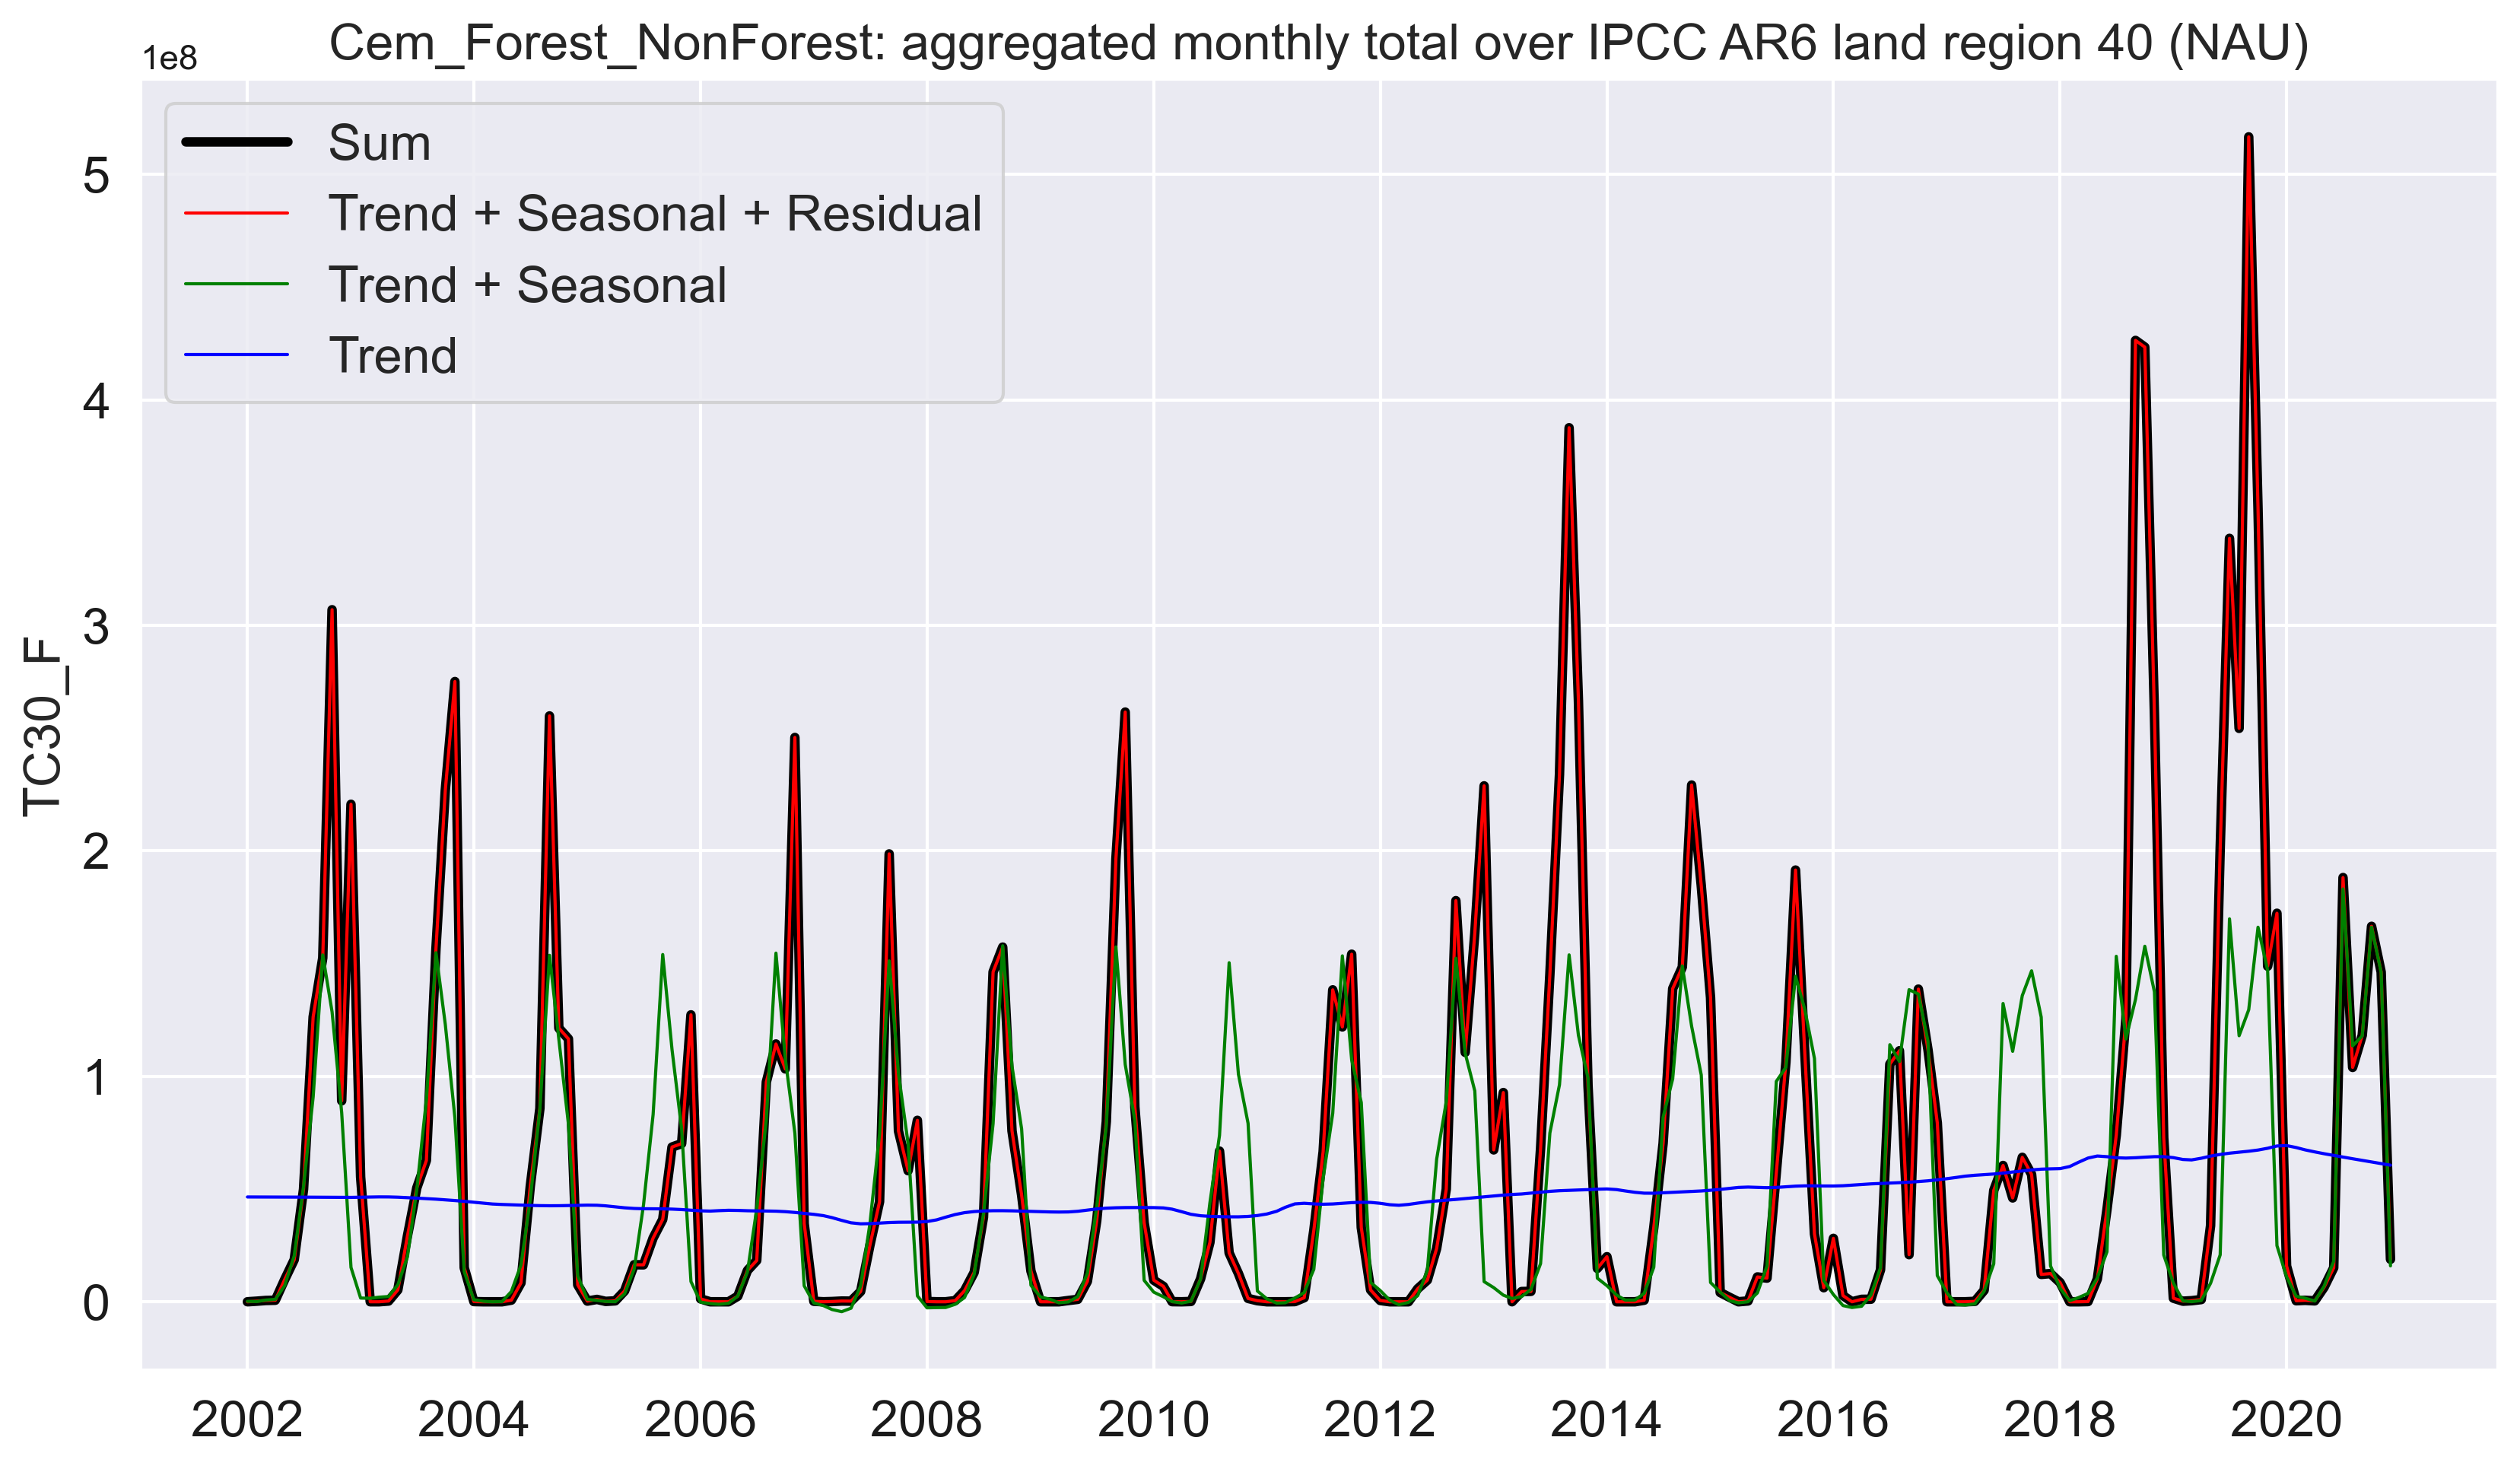 Cem_Forest_NonForest: aggregated monthly total over IPCC AR6 land region 40 (NAU)
1e8
Sum
Trend + Seasonal + Residual
Trend + Seasonal
Trend
5
4
3
2
1
0
TC30_F
2002 2004 2006 2008 2010 2012 2014 2016 2018 2020